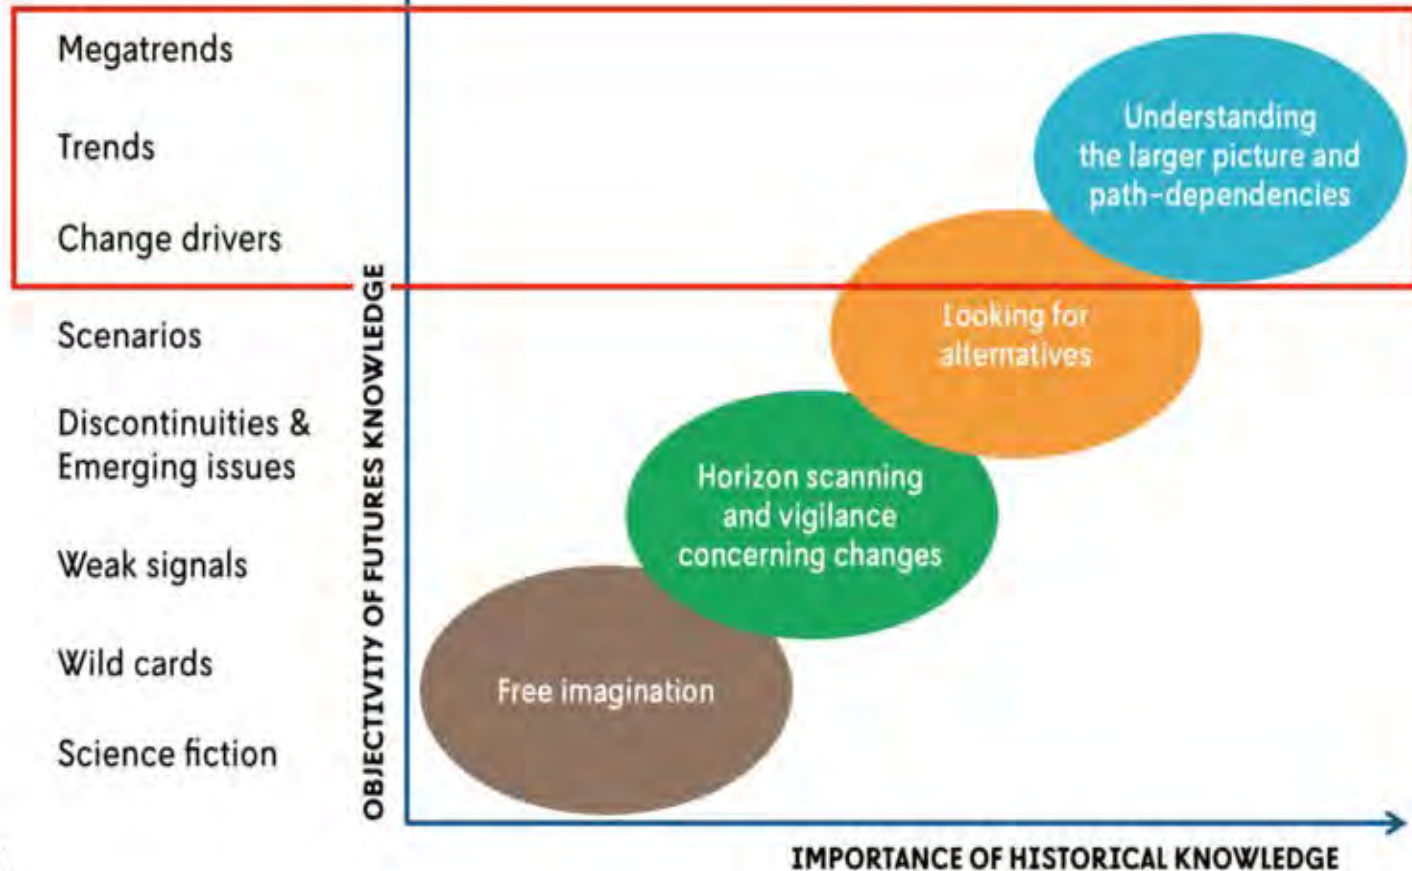 Megatrends
Trends
Change drivers
Scenarios
Discontinuities &
Emerging issues
Weak signals
Wild cards
Science fiction
OBJECTIVITY OF FUTURES KNOWLEDGE
Understanding
the larger picture and
path-dependencies
Looking for
alternatives
Horizon scanning
and vigilance
concerning changes
Free imagination
IMPORTANCE OF HISTORICAL KNOWLEDGE